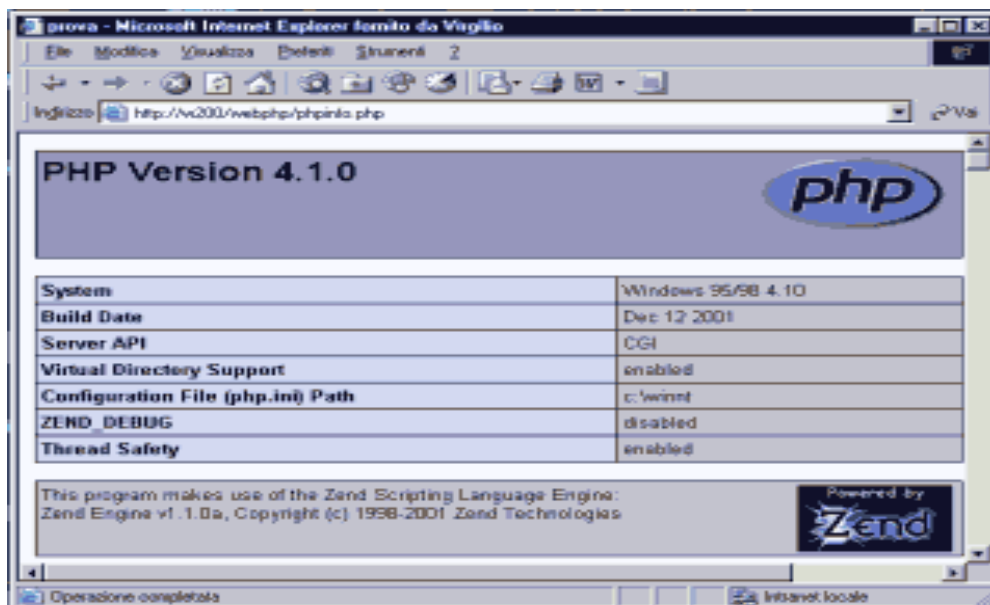 prova - Microsoft Internet Explorer fornito da Virgilio
File Modifica Visualizza Preferiti Strumenti ?
Indirizzo http://w200/webphp/phpinfo.php Vai
PHP Version 4.1.0
php
System Windows 95/98 4.10
Build Date Dec 12 2001
Server API CGI
Virtual Directory Support enabled
Configuration File (php.ini) Path c:\winnt
ZEND_DEBUG disabled
Thread Safety enabled
This program makes use of the Zend Scripting Language Engine:
Zend Engine v1.1.0a, Copyright (c) 1998-2001 Zend Technologies
Powered by
Zend
Operazione completata Intranet locale